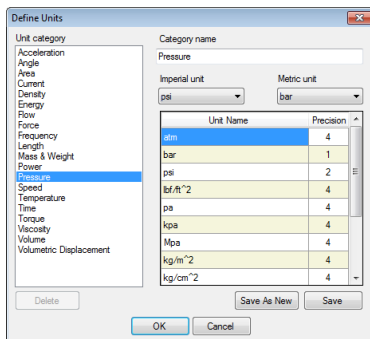 Define Units
Unit category
Acceleration
Angle
Area
Current
Density
Energy
Flow
Force
Frequency
Length
Mass & Weight
Power
Pressure
Speed
Temperature
Time
Torque
Viscosity
Volume
Volumetric Displacement
Delete
Category name
Pressure
Imperial unit Metric unit
psi bar
Unit Name Precision
atm 4
bar 1
psi 2
lbf/ft^2 4
pa 4
kpa 4
Mpa 4
kg/m^2 4
kg/cm^2 4
Save As New Save
OK Cancel